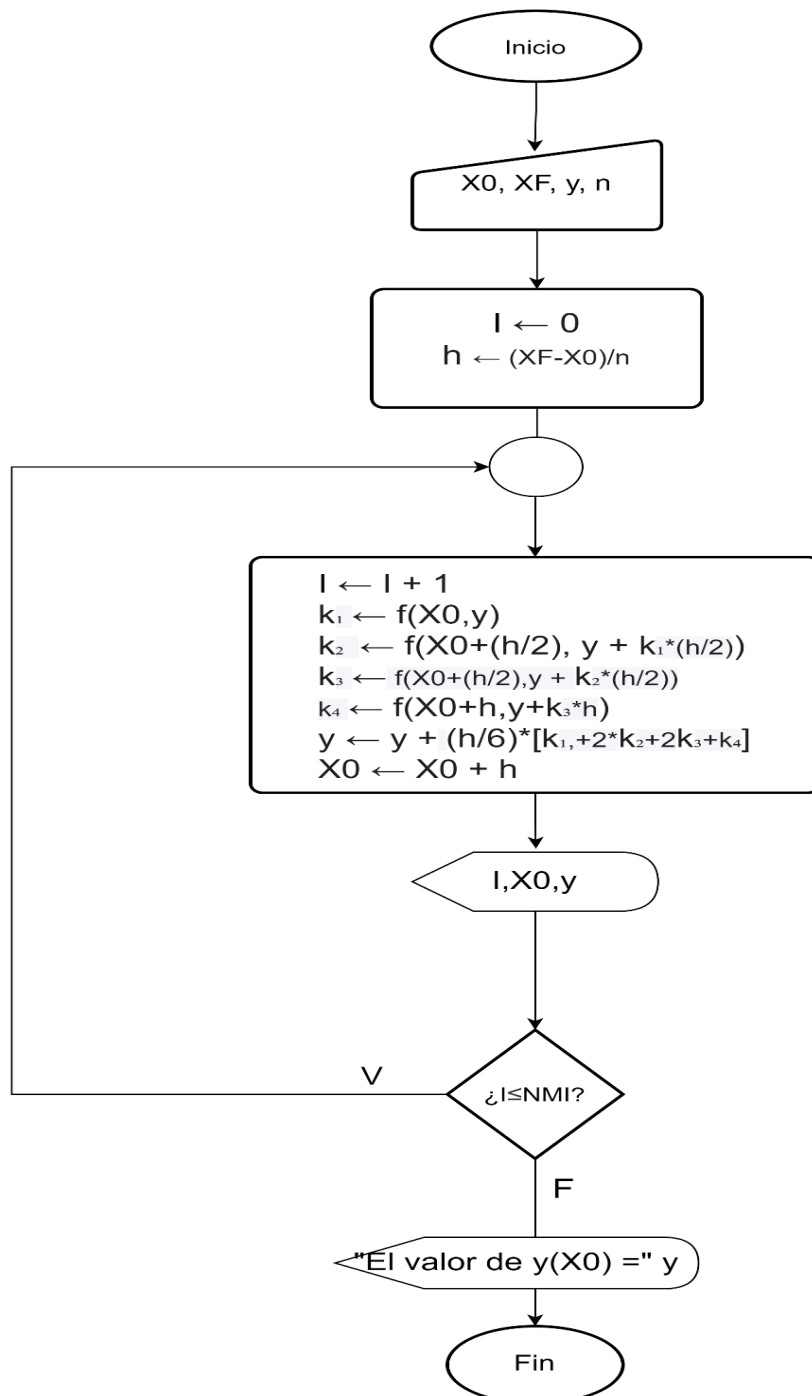 Inicio
X0, XF, y, n
I ← 0
h ← (XF-X0)/n
I ← I + 1
k₁ ← f(X0,y)
k₂ ← f(X0+(h/2), y + k₁*(h/2))
k₃ ← f(X0+(h/2),y + k₂*(h/2))
k₄ ← f(X0+h,y+k₃*h)
y ← y + (h/6)*[k₁,+2*k₂+2k₃+k₄]
X0 ← X0 + h
I,X0,y
¿I≤NMI?
V
F
"El valor de y(X0) =" y
Fin